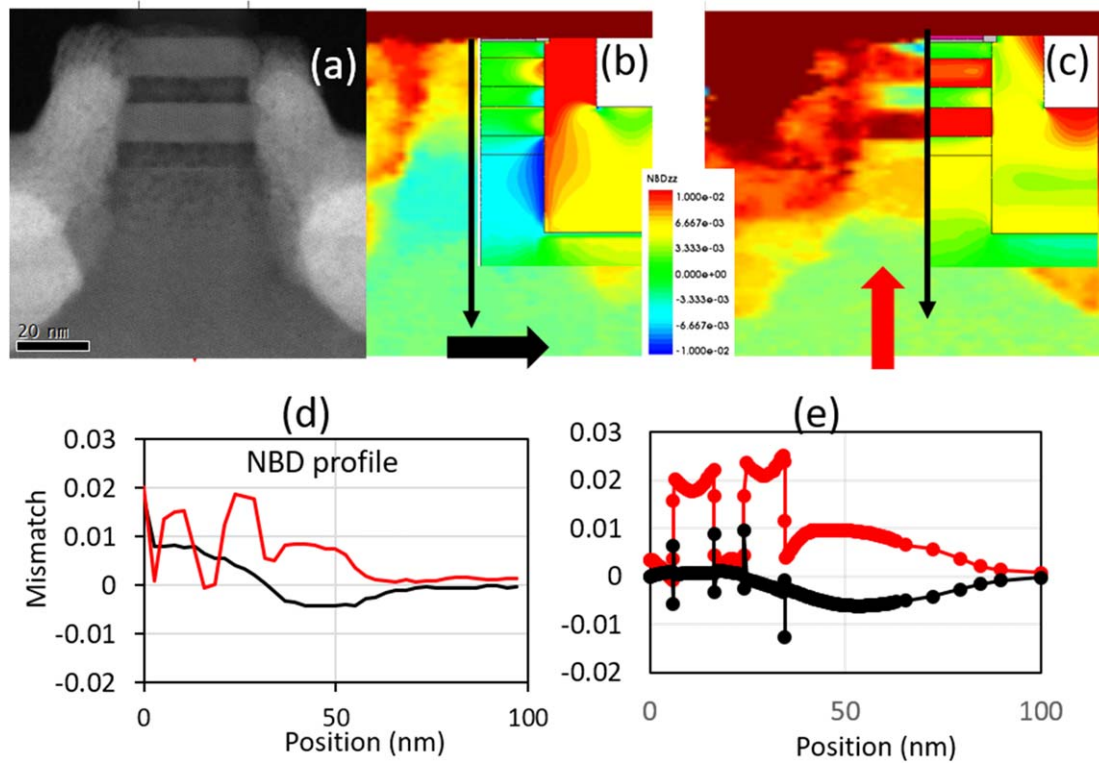 (a)
20 nm
(b)
(c)
NBDzz
1.000e-02
6.667e-03
3.333e-03
0.000e+00
-3.333e-03
-6.667e-03
-1.000e-02
(d)
NBD profile
0.03
0.02
0.01
0
-0.01
-0.02
Mismatch
0
50
100
Position (nm)
(e)
0.03
0.02
0.01
0
-0.01
-0.02
0
50
100
Position (nm)